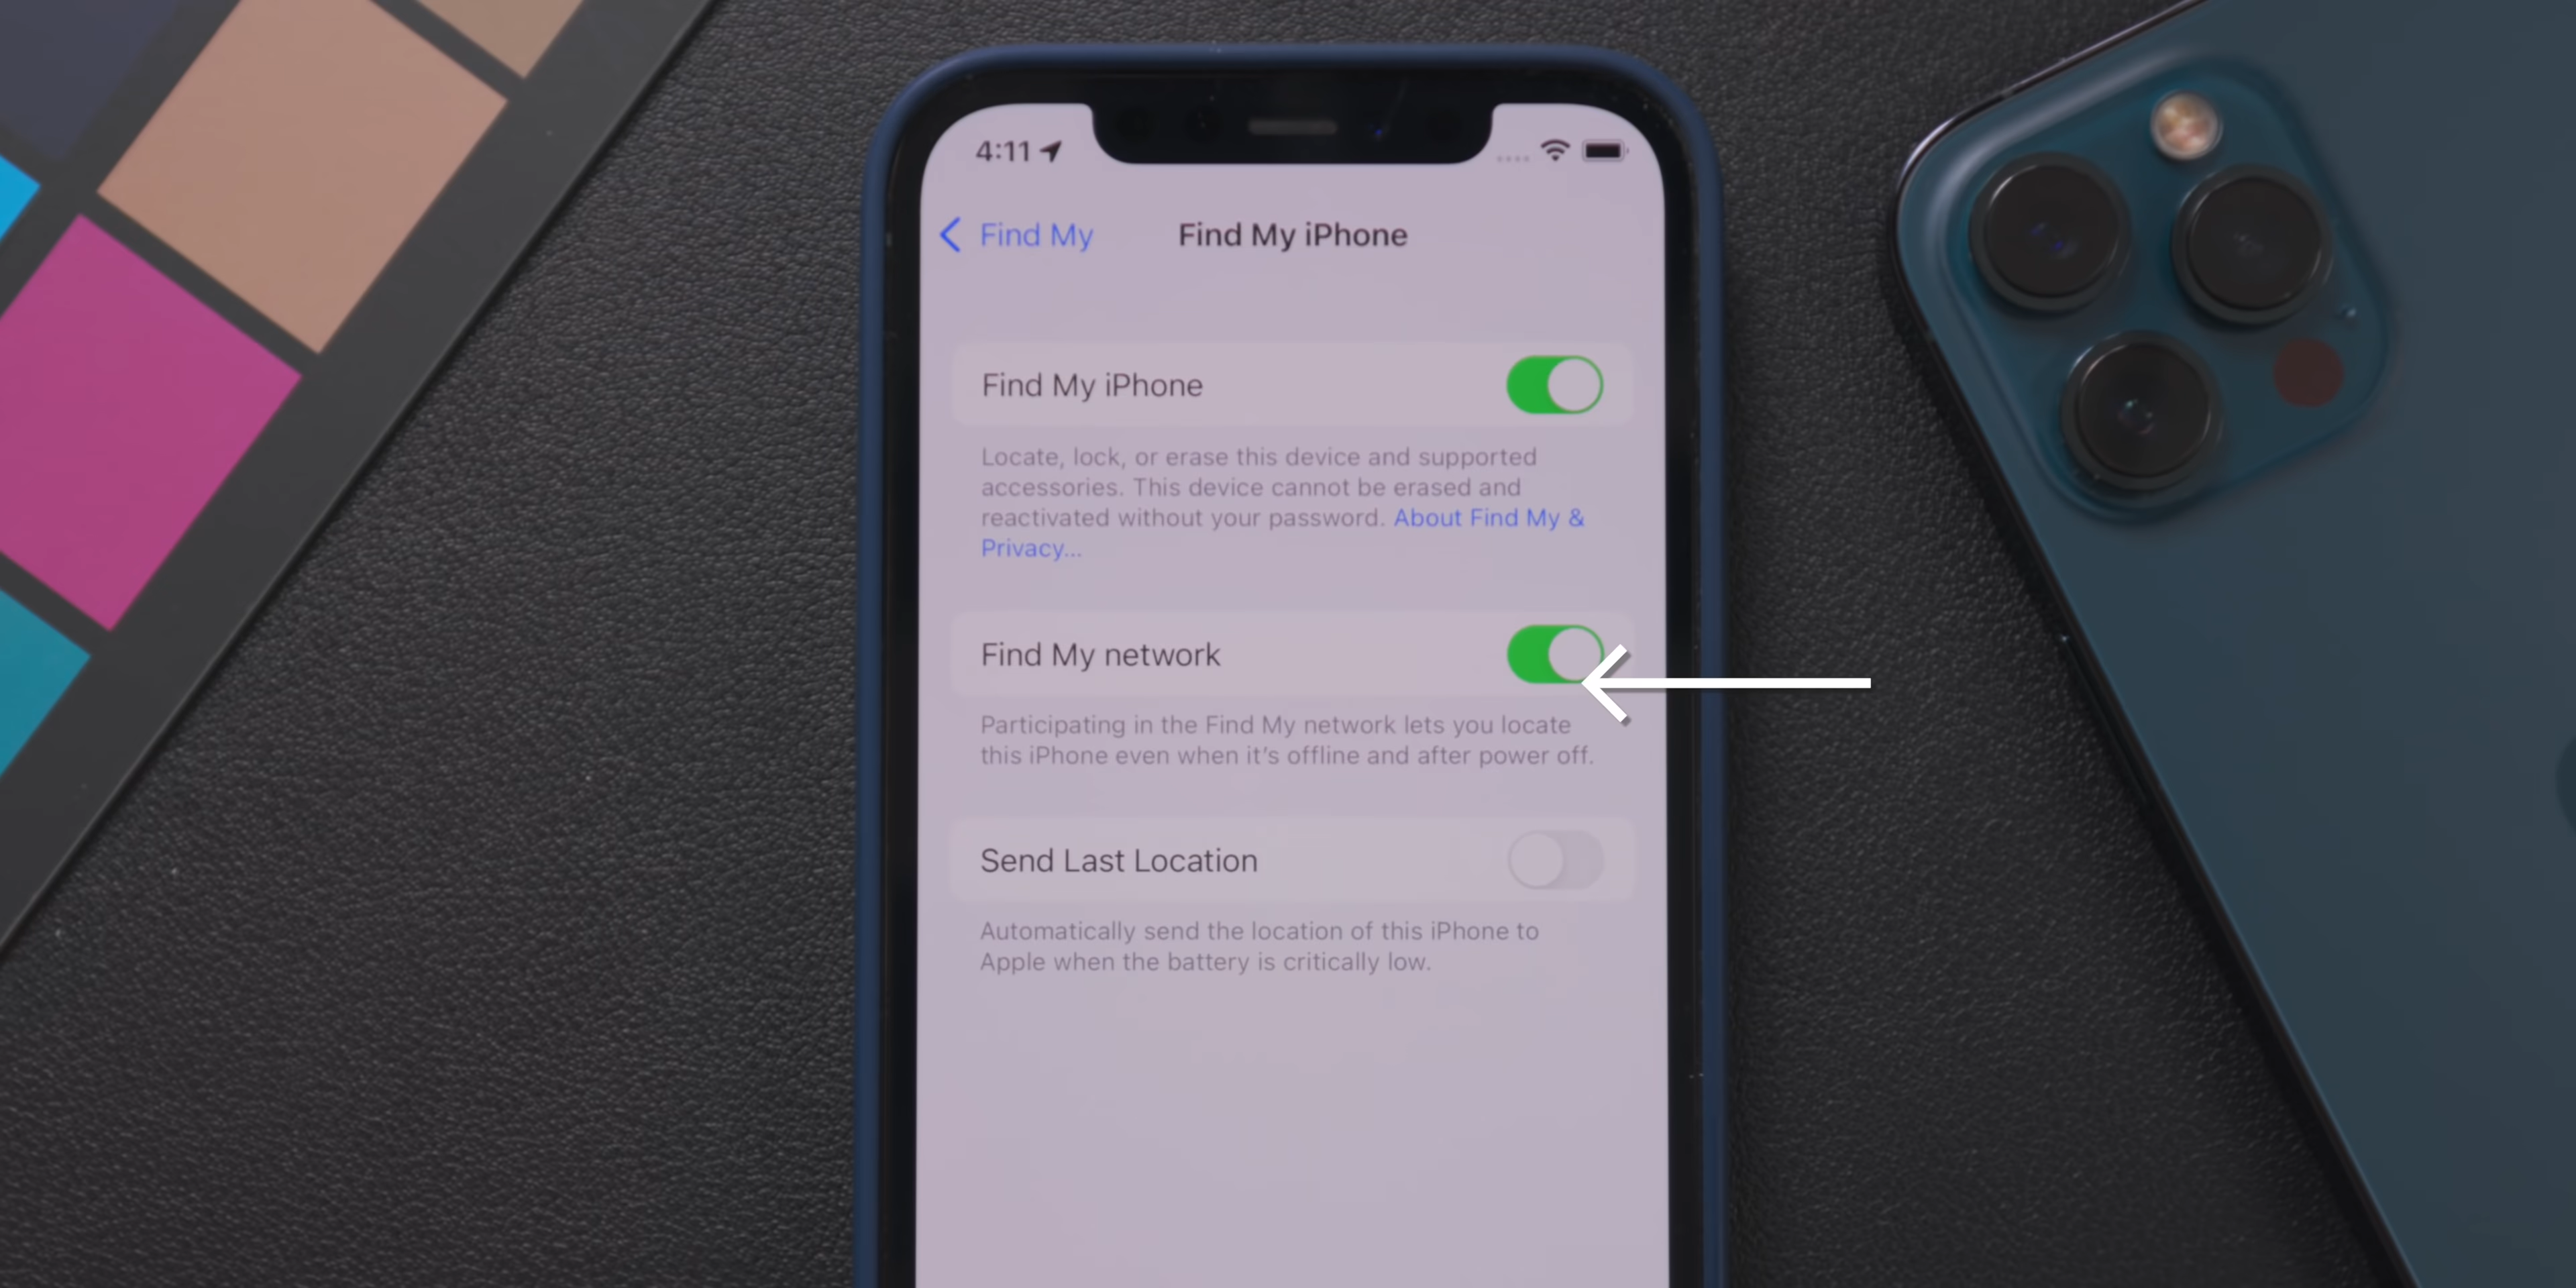 4:11
Find My
Find My iPhone
Find My iPhone
Locate, lock, or erase this device and supported
accessories. This device cannot be erased and
reactivated without your password. About Find My &
Privacy...
Find My network
Participating in the Find My network lets you locate
this iPhone even when it's offline and after power off.
Send Last Location
Automatically send the location of this iPhone to
Apple when the battery is critically low.